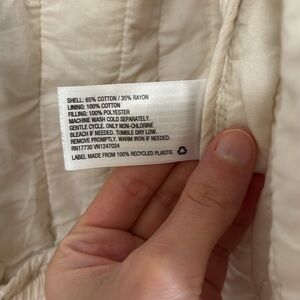 SHELL: 65% COTTON / 35% RAYON
LINING: 100% COTTON
FILLING: 100% POLYESTER
MACHINE WASH COLD SEPARATELY.
GENTLE CYCLE. ONLY NON-CHLORINE
BLEACH IF NEEDED. TUMBLE DRY LOW.
REMOVE PROMPTLY. WARM IRON IF NEEDED.
RN17730 VN1247024
LABEL MADE FROM 100% RECYCLED PLASTIC